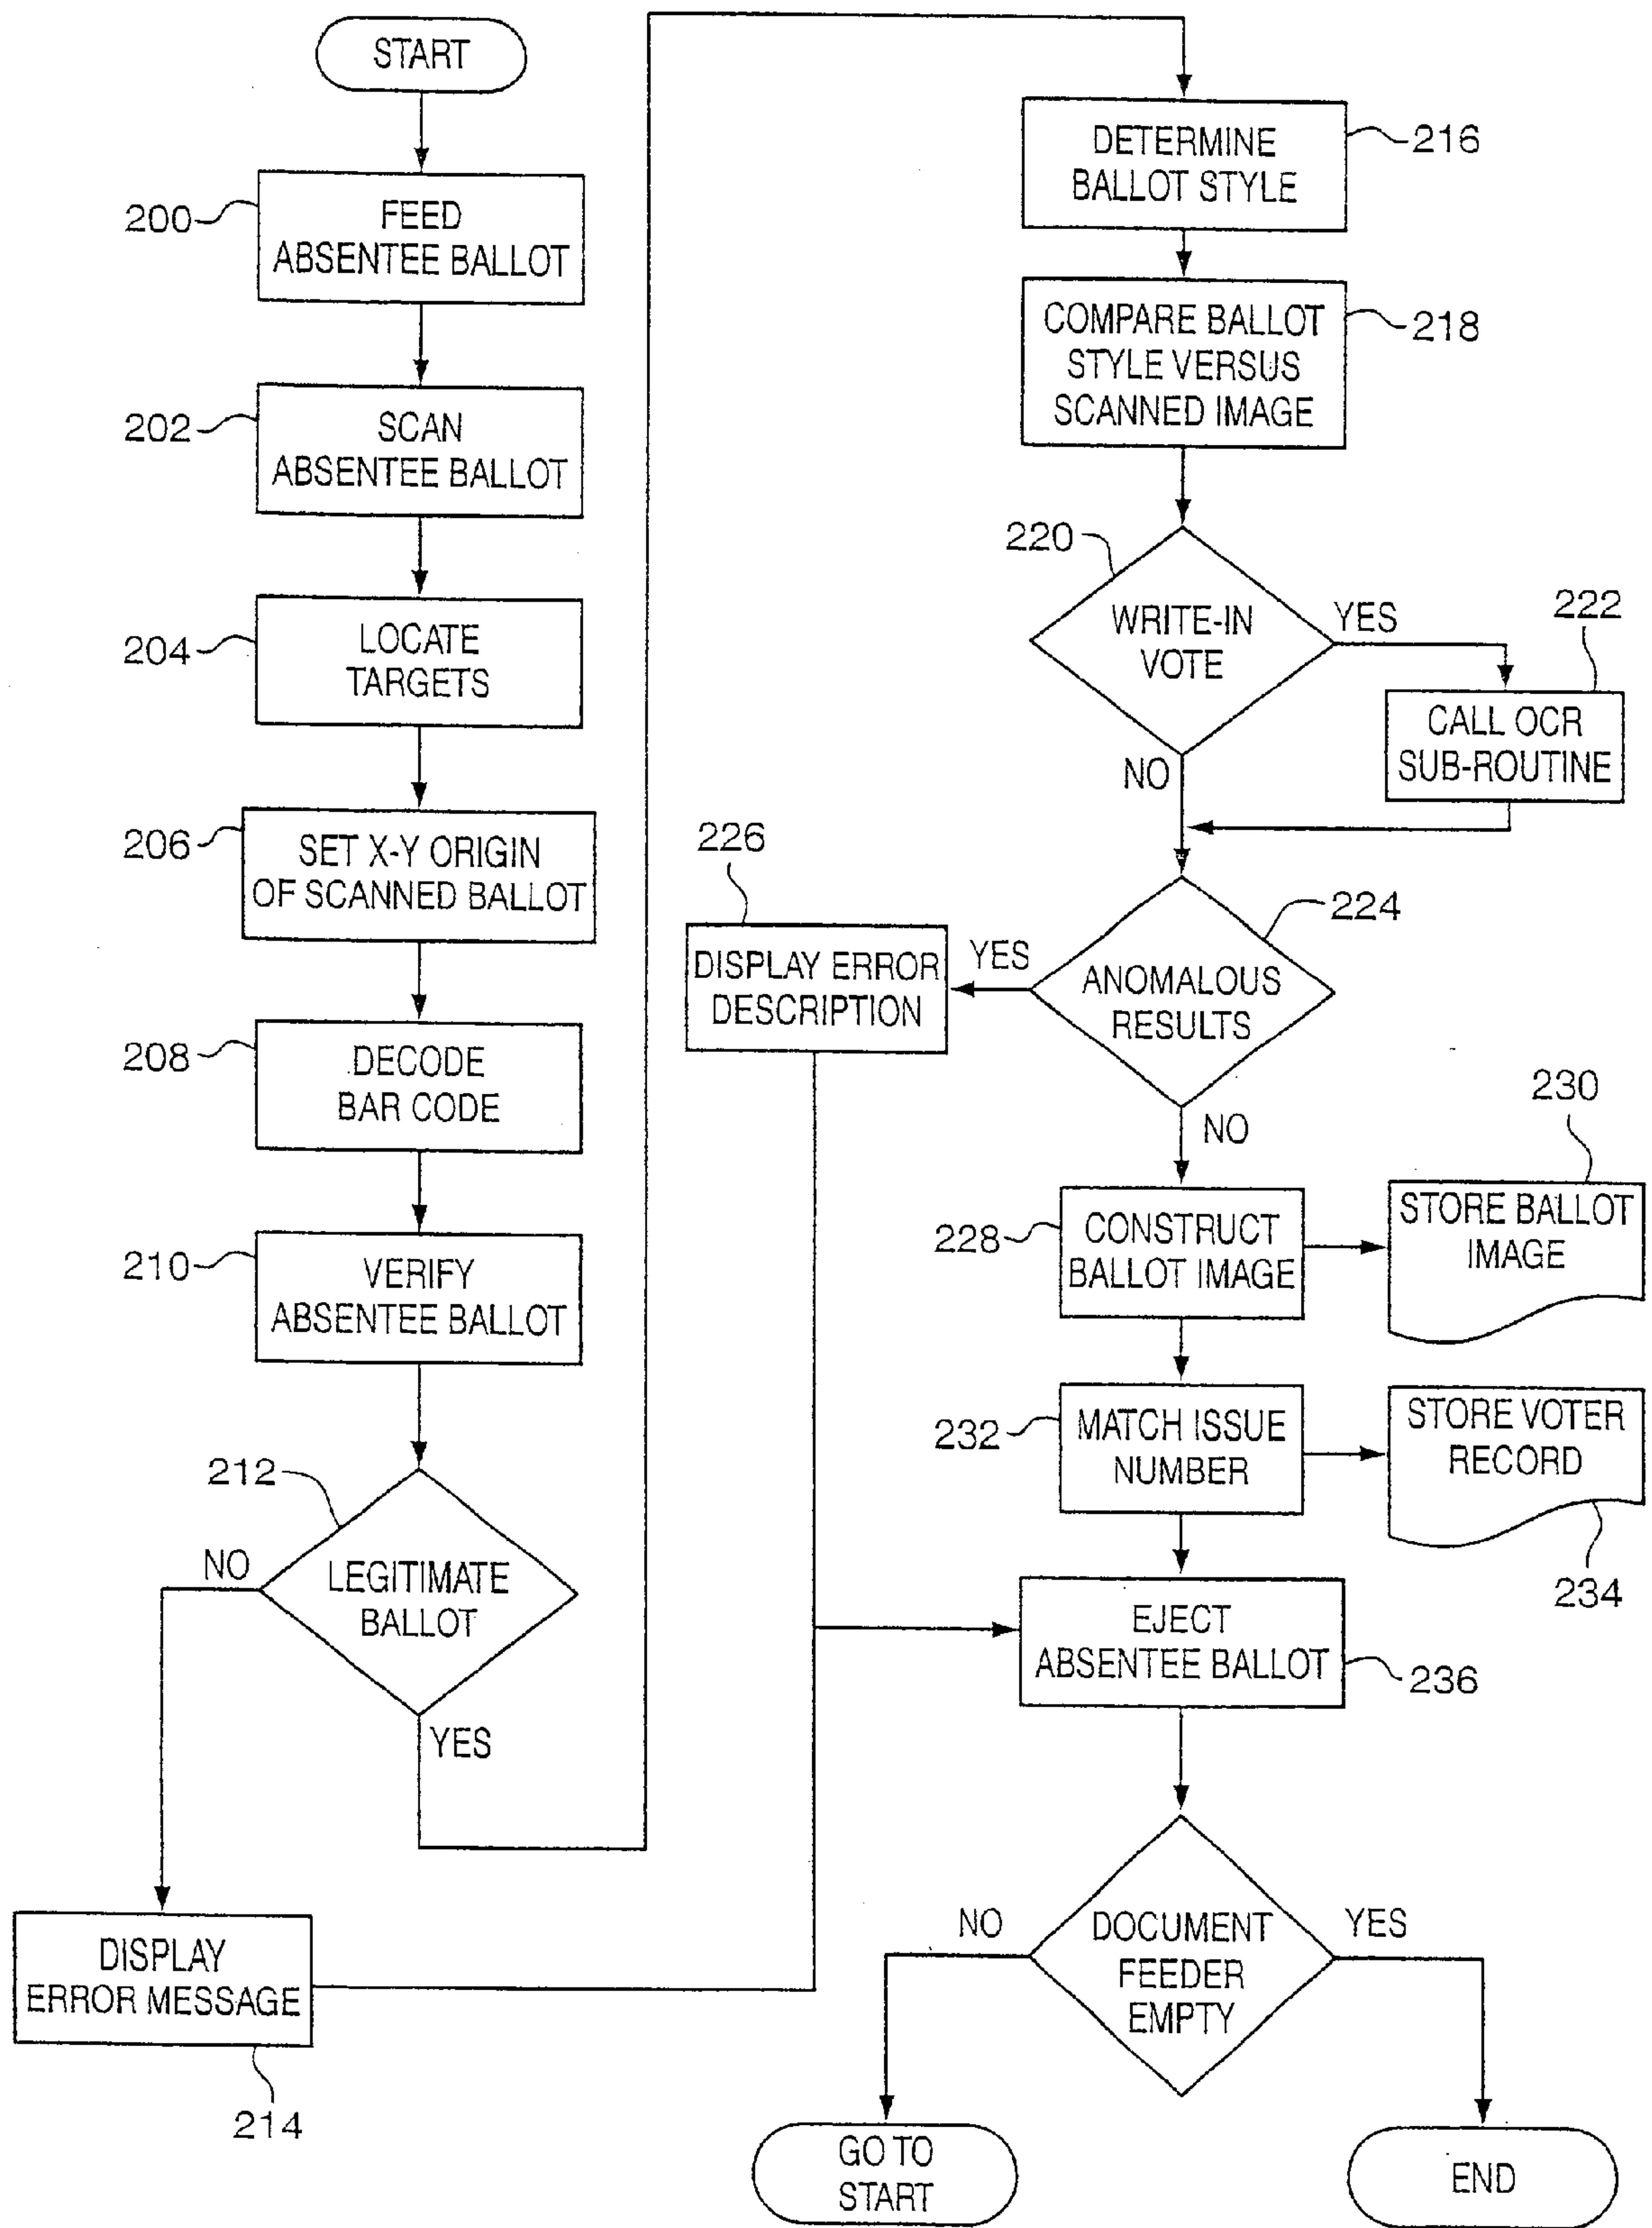 START
200
FEED
ABSENTEE BALLOT
202
SCAN
ABSENTEE BALLOT
204
LOCATE
TARGETS
206
SET X-Y ORIGIN
OF SCANNED BALLOT
208
DECODE
BAR CODE
210
VERIFY
ABSENTEE BALLOT
212
LEGITIMATE
BALLOT
NO
YES
DISPLAY
ERROR MESSAGE
214
DETERMINE
BALLOT STYLE
216
COMPARE BALLOT
STYLE VERSUS
SCANNED IMAGE
218
220
WRITE-IN
VOTE
YES
NO
222
CALL OCR
SUB-ROUTINE
224
ANOMALOUS
RESULTS
YES
NO
226
DISPLAY ERROR
DESCRIPTION
228
CONSTRUCT
BALLOT IMAGE
230
STORE BALLOT
IMAGE
232
MATCH ISSUE
NUMBER
STORE VOTER
RECORD
234
EJECT
ABSENTEE BALLOT
236
DOCUMENT
FEEDER
EMPTY
NO
YES
GO TO
START
END